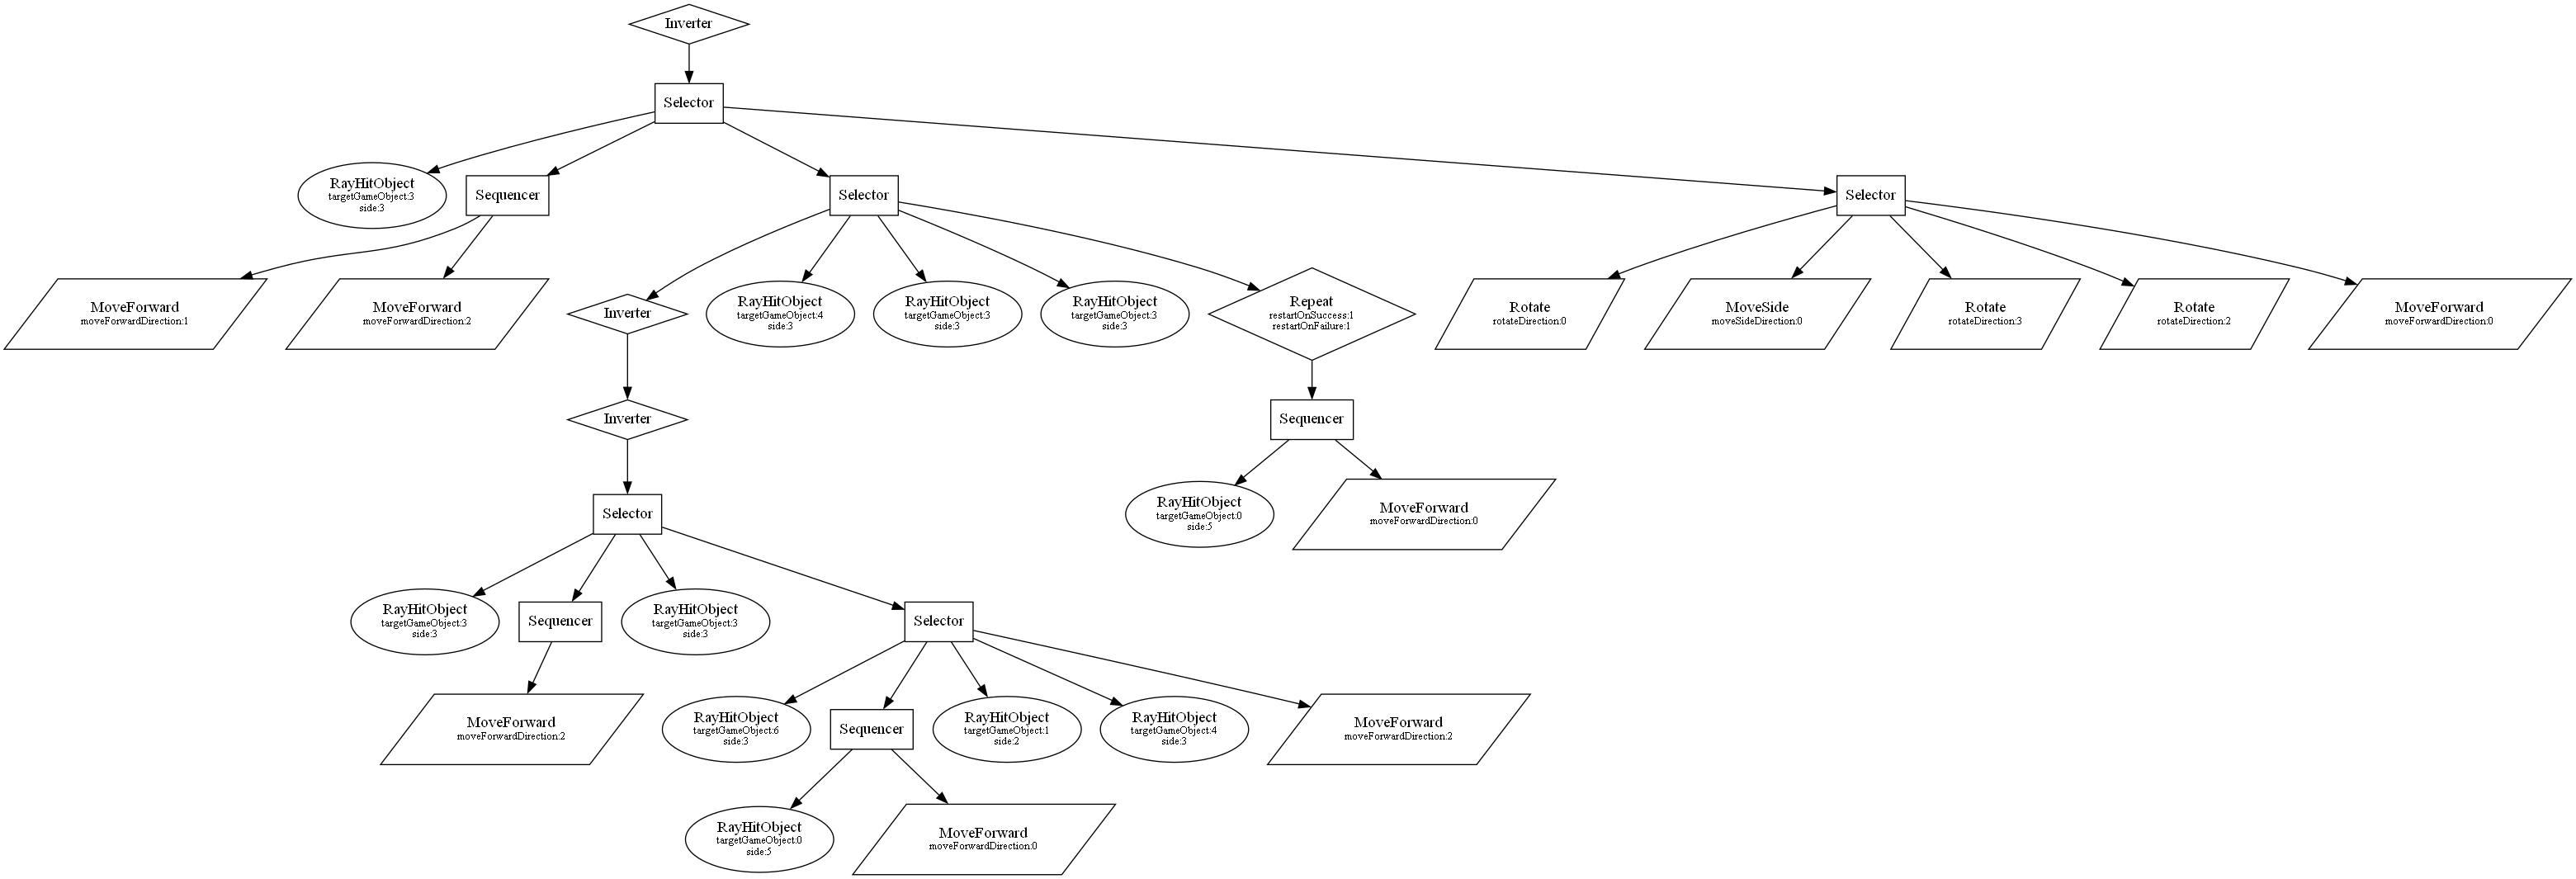 Inverter
Selector
RayHitObject
targetGameObject:3
side:3
Sequencer
Selector
Selector
MoveForward
moveForwardDirection:1
MoveForward
moveForwardDirection:2
Inverter
RayHitObject
targetGameObject:4
side:3
RayHitObject
targetGameObject:3
side:3
RayHitObject
targetGameObject:3
side:3
Repeat
restartOnSuccess:1
restartOnFailure:1
Rotate
rotateDirection:0
MoveSide
moveSideDirection:0
Rotate
rotateDirection:3
Rotate
rotateDirection:2
MoveForward
moveForwardDirection:0
Inverter
Sequencer
Selector
RayHitObject
targetGameObject:0
side:5
MoveForward
moveForwardDirection:0
RayHitObject
targetGameObject:3
side:3
Sequencer
RayHitObject
targetGameObject:3
side:3
Selector
MoveForward
moveForwardDirection:2
RayHitObject
targetGameObject:6
side:3
Sequencer
RayHitObject
targetGameObject:1
side:2
RayHitObject
targetGameObject:4
side:3
MoveForward
moveForwardDirection:2
RayHitObject
targetGameObject:0
side:5
MoveForward
moveForwardDirection:0